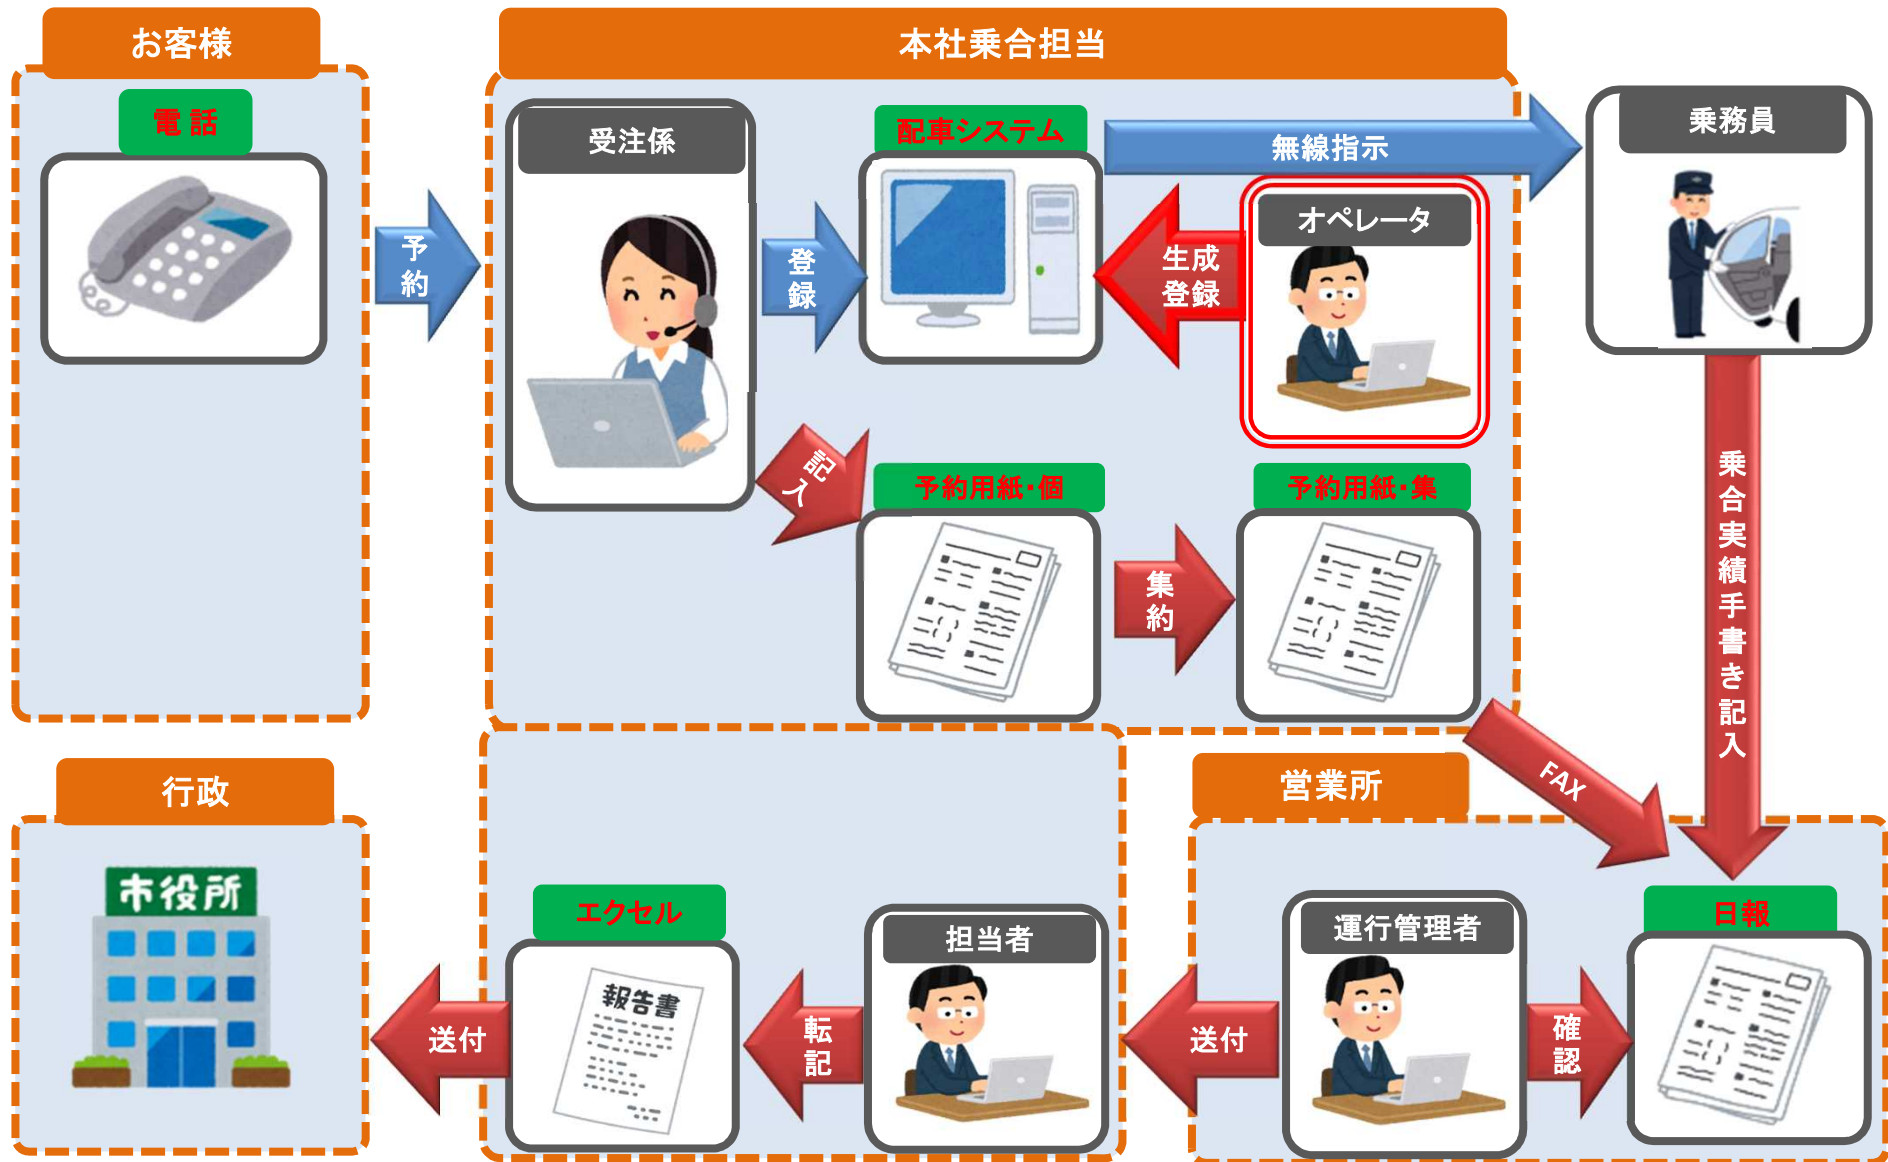 お客様
本社乗合担当
電話
受注係
配車システム
無線指示
乗務員
オペレータ
予約
登録
生成
登録
記入
予約用紙・個
予約用紙・集
集約
乗合実績手書き記入
FAX
行政
営業所
市役所
エクセル
報告書
担当者
運行管理者
日報
送付
転記
送付
確認